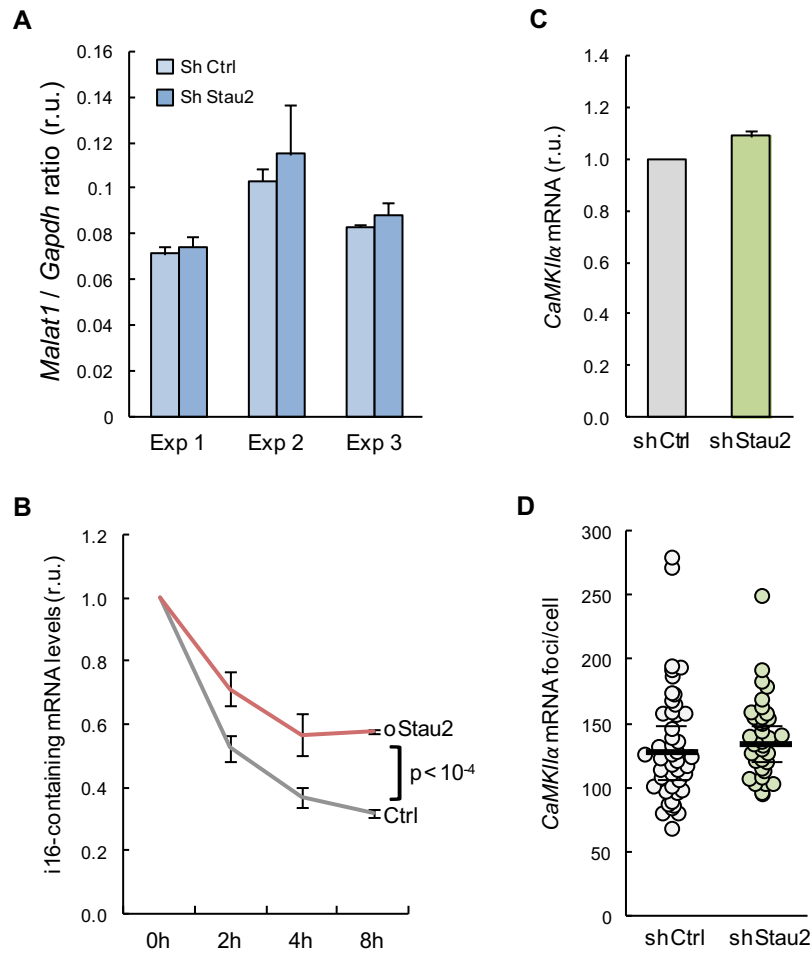 A
Malat1 / Gapdh ratio (r.u.)
0.16
0.14
0.12
0.1
0.08
0.06
0.04
0.02
0
Sh Ctrl
Sh Stau2
Exp 1 Exp 2 Exp 3
B
i16-containing mRNA levels (r.u.)
1.2
1.0
0.8
0.6
0.4
0.2
0.0
oStau2
p < 10-4
Ctrl
0h 2h 4h 8h
C
CaMKIIα mRNA (r.u.)
1.4
1.2
1.0
0.8
0.6
0.4
0.2
0.0
shCtrl shStau2
D
CaMKIIα mRNA foci/cell
300
250
200
150
100
50
0
shCtrl shStau2